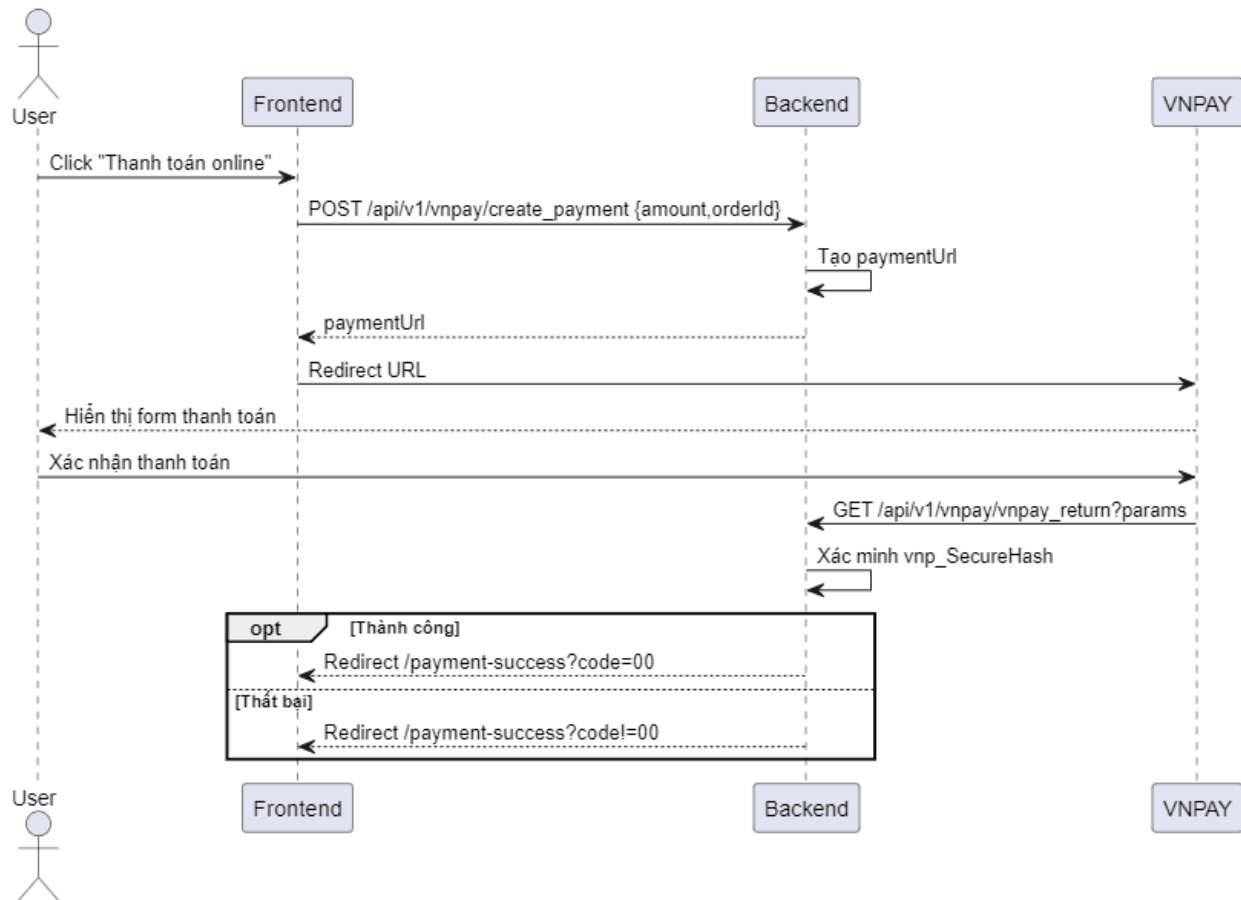 User
Frontend
Backend
VNPAY
Click "Thanh toán online"
POST /api/v1/vnpay/create_payment {amount,orderId}
Tạo paymentUrl
paymentUrl
Redirect URL
Hiển thị form thanh toán
Xác nhận thanh toán
GET /api/v1/vnpay/vnpay_return?params
Xác minh vnp_SecureHash
opt
[Thành công]
Redirect /payment-success?code=00
[Thất bại]
Redirect /payment-success?code!=00
User
Frontend
Backend
VNPAY